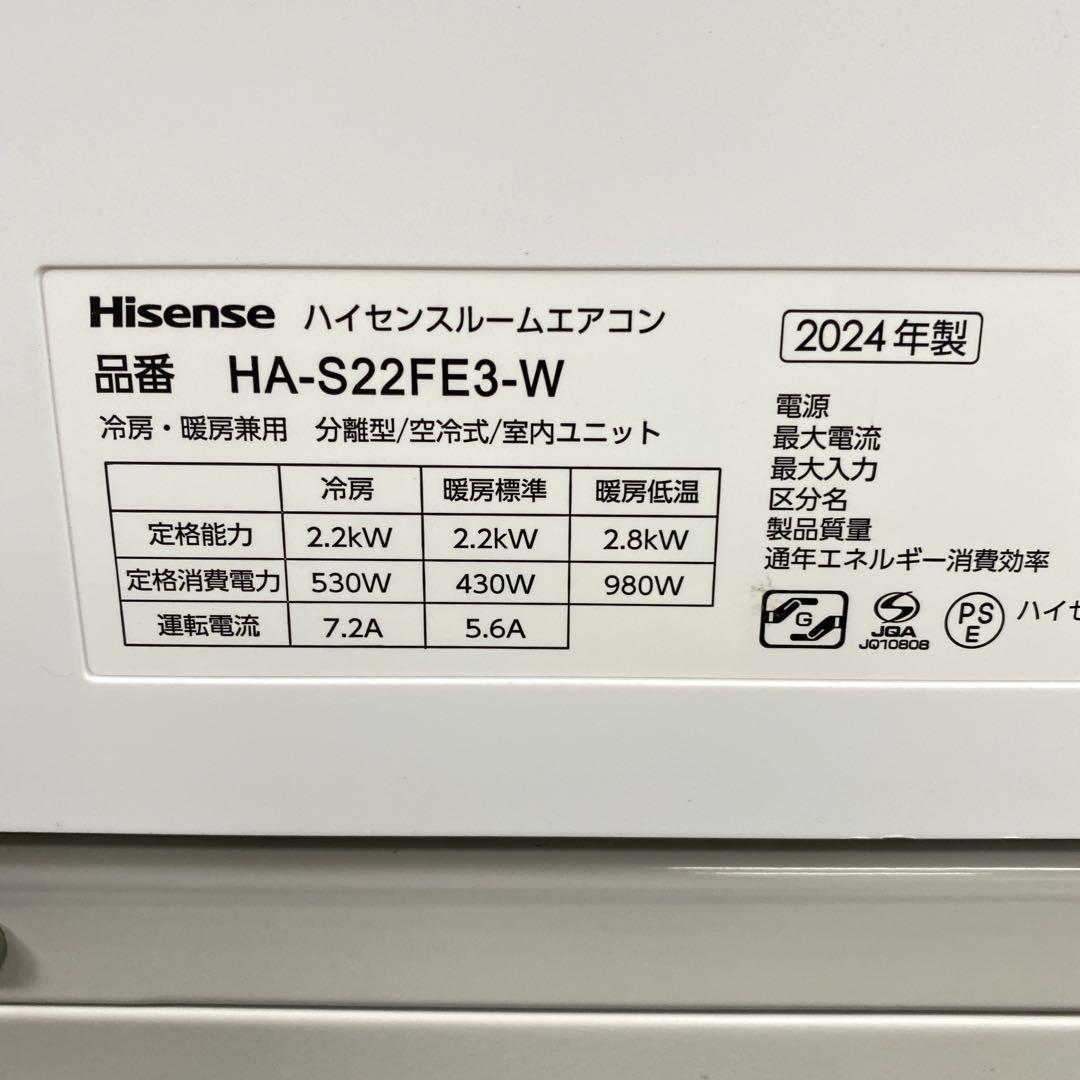 Hisense ハイセンスルームエアコン
品番 HA-S22FE3-W
冷房・暖房兼用 分離型/空冷式/室内ユニット
冷房 暖房標準 暖房低温
定格能力 2.2kW 2.2kW 2.8kW
定格消費電力 530W 430W 980W
運転電流 7.2A 5.6A
2024年製
電源
最大電流
最大入力
区分名
製品質量
通年エネルギー消費効率
G
JQA
JQ10808
PS
E
ハイセ